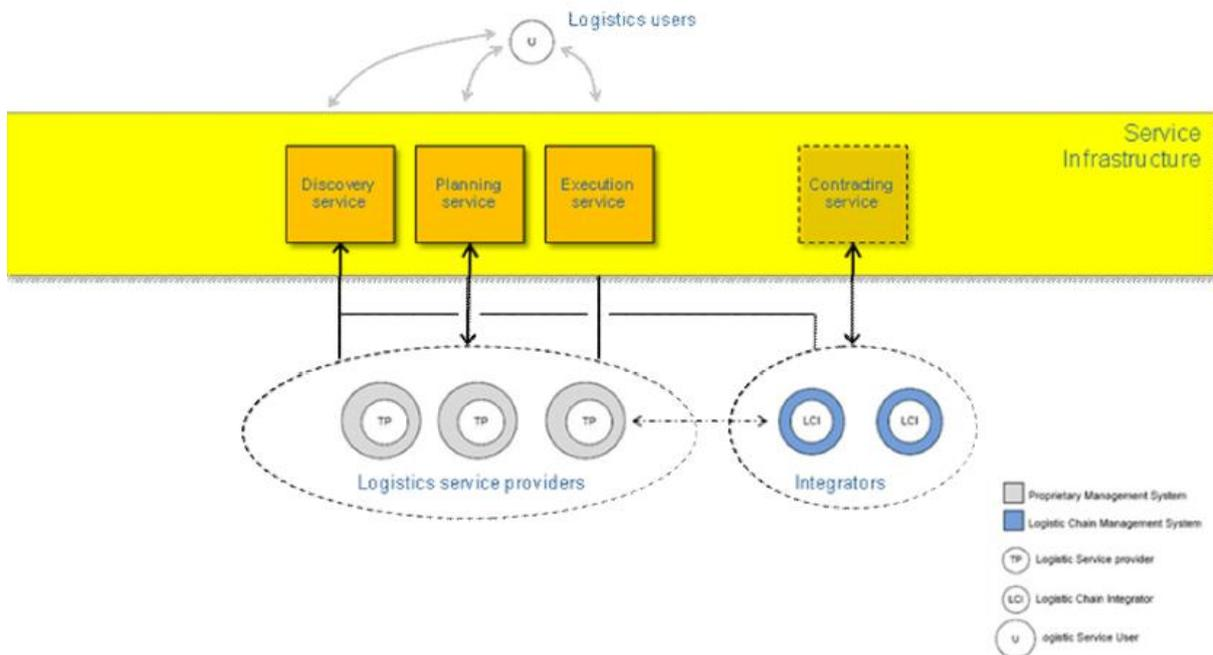 Logistics users
U
Service
Infrastructure
Discovery
service
Planning
service
Execution
service
Contracting
service
TP
TP
TP
LCI
LCI
Logistics service providers
Integrators
Proprietary Management System
Logistic Chain Management System
TP
Logistic Service provider
LCI
Logistic Chain Integrator
U
ogistic Service User